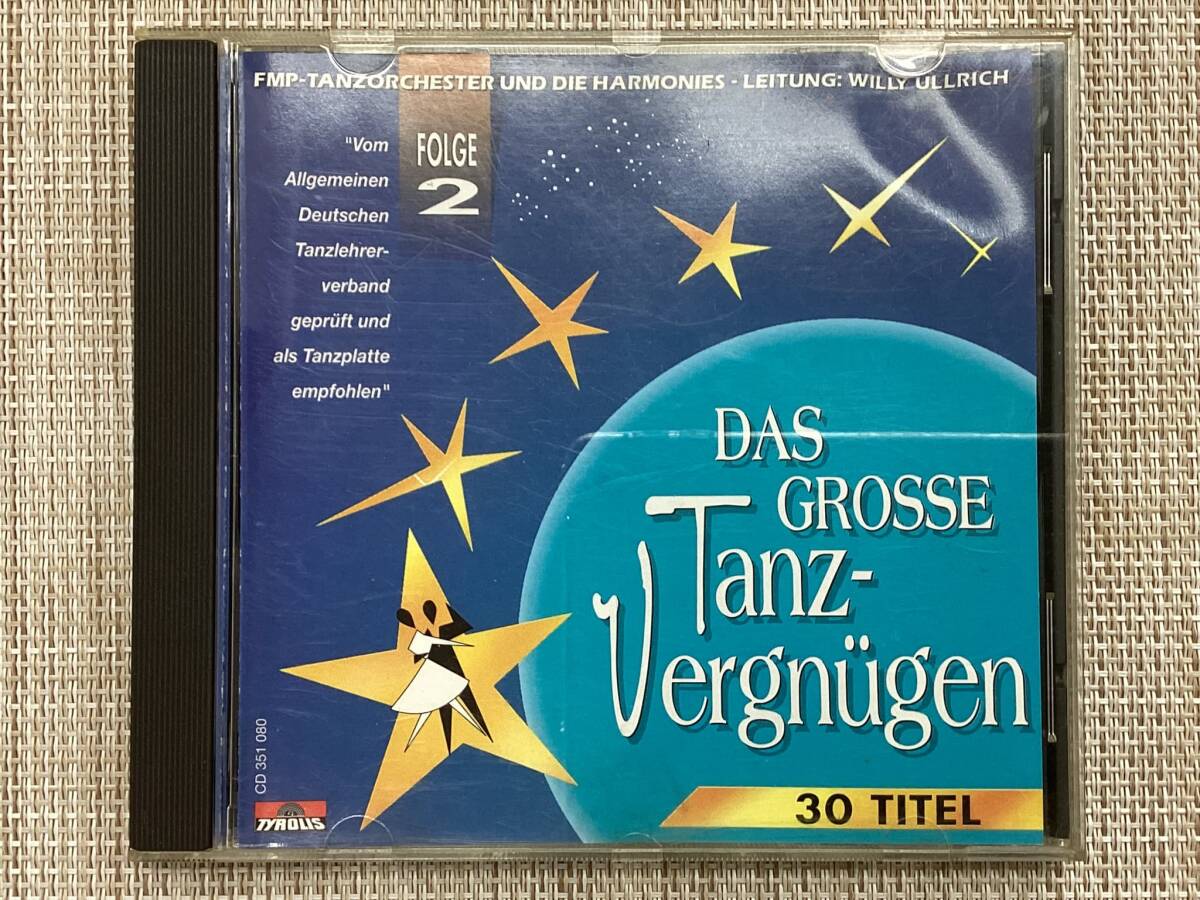 FMP-TANZORCHESTER UND DIE HARMONIES - LEITUNG: WILLY ULLRICH
FOLGE
2
"Vom
Allgemeinen
Deutschen
Tanzlehrer-
verband
geprüft und
als Tanzplatte
empfohlen"
DAS
GROSSE
Tanz-
Vergnügen
30 TITEL
CD 351 080
TYROLIS